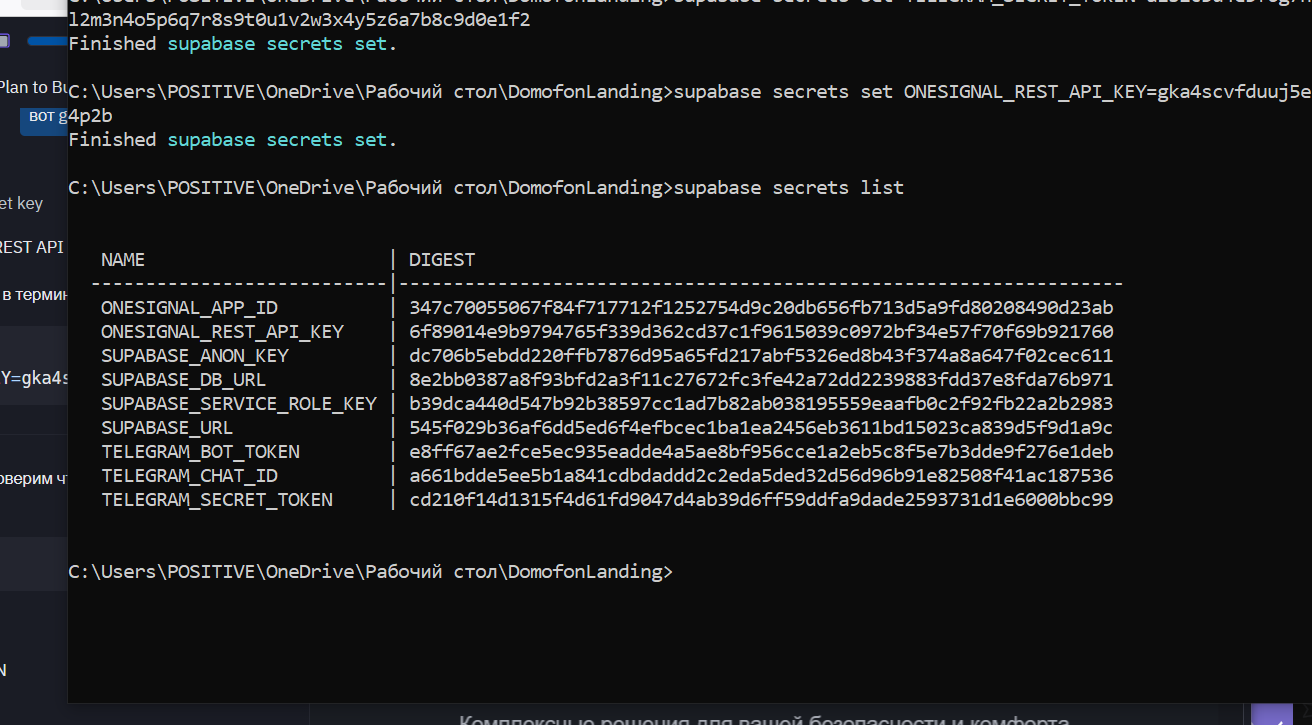 l2m3n4o5p6q7r8s9t0u1v2w3x4y5z6a7b8c9d0e1f2
Finished supabase secrets set.
Plan to Bu
C:\Users\POSITIVE\OneDrive\Рабочий стол\DomofonLanding>supabase secrets set ONESIGNAL_REST_API_KEY=gka4scvfduuj5e
вот g
4p2b
Finished supabase secrets set.
C:\Users\POSITIVE\OneDrive\Рабочий стол\DomofonLanding>supabase secrets list
et key
REST API
NAME | DIGEST
в термин
---------------------------|-------------------------------------------------------------------
ONESIGNAL_APP_ID | 347c70055067f84f717712f1252754d9c20db656fb713d5a9fd80208490d23ab
ONESIGNAL_REST_API_KEY | 6f89014e9b9794765f339d362cd37c1f9615039c0972bf34e57f70f69b921760
SUPABASE_ANON_KEY | dc706b5ebdd220ffb7876d95a65fd217abf5326ed8b43f374a8a647f02cec611
Y=gka4s
SUPABASE_DB_URL | 8e2bb0387a8f93bfd2a3f11c27672fc3fe42a72dd2239883fdd37e8fda76b971
SUPABASE_SERVICE_ROLE_KEY | b39dca440d547b92b38597cc1ad7b82ab038195559eaafb0c2f92fb22a2b2983
SUPABASE_URL | 545f029b36af6dd5ed6f4efbcec1ba1ea2456eb3611bd15023ca839d5f9d1a9c
TELEGRAM_BOT_TOKEN | e8ff67ae2fce5ec935eadde4a5ae8bf956cce1a2eb5c8f5e7b3dde9f276e1deb
TELEGRAM_CHAT_ID | a661bdde5ee5b1a841cdbdaddd2c2eda5ded32d56d96b91e82508f41ac187536
оверим чт
TELEGRAM_SECRET_TOKEN | cd210f14d1315f4d61fd9047d4ab39d6ff59ddfa9dade2593731d1e6000bbc99
C:\Users\POSITIVE\OneDrive\Рабочий стол\DomofonLanding>
N
Комплексные решения для вашей безопасности и комфорта